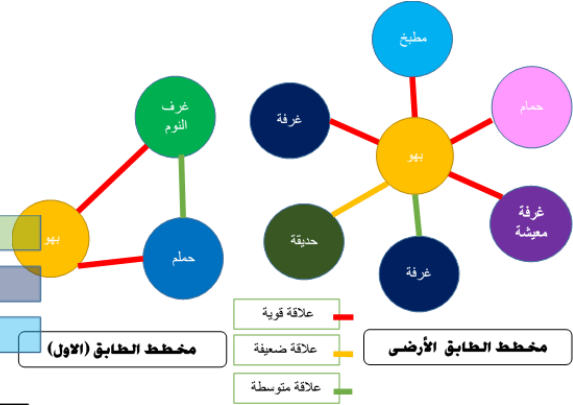 مطبخ
حمام
غرفة
بهو
غرفة
معيشة
غرفة
حديقة
غرف
النوم
بهو
حملم
علاقة قوية
علاقة ضعيفة
علاقة متوسطة
مخطط الطابق الأرضى
مخطط الطابق (الاول)